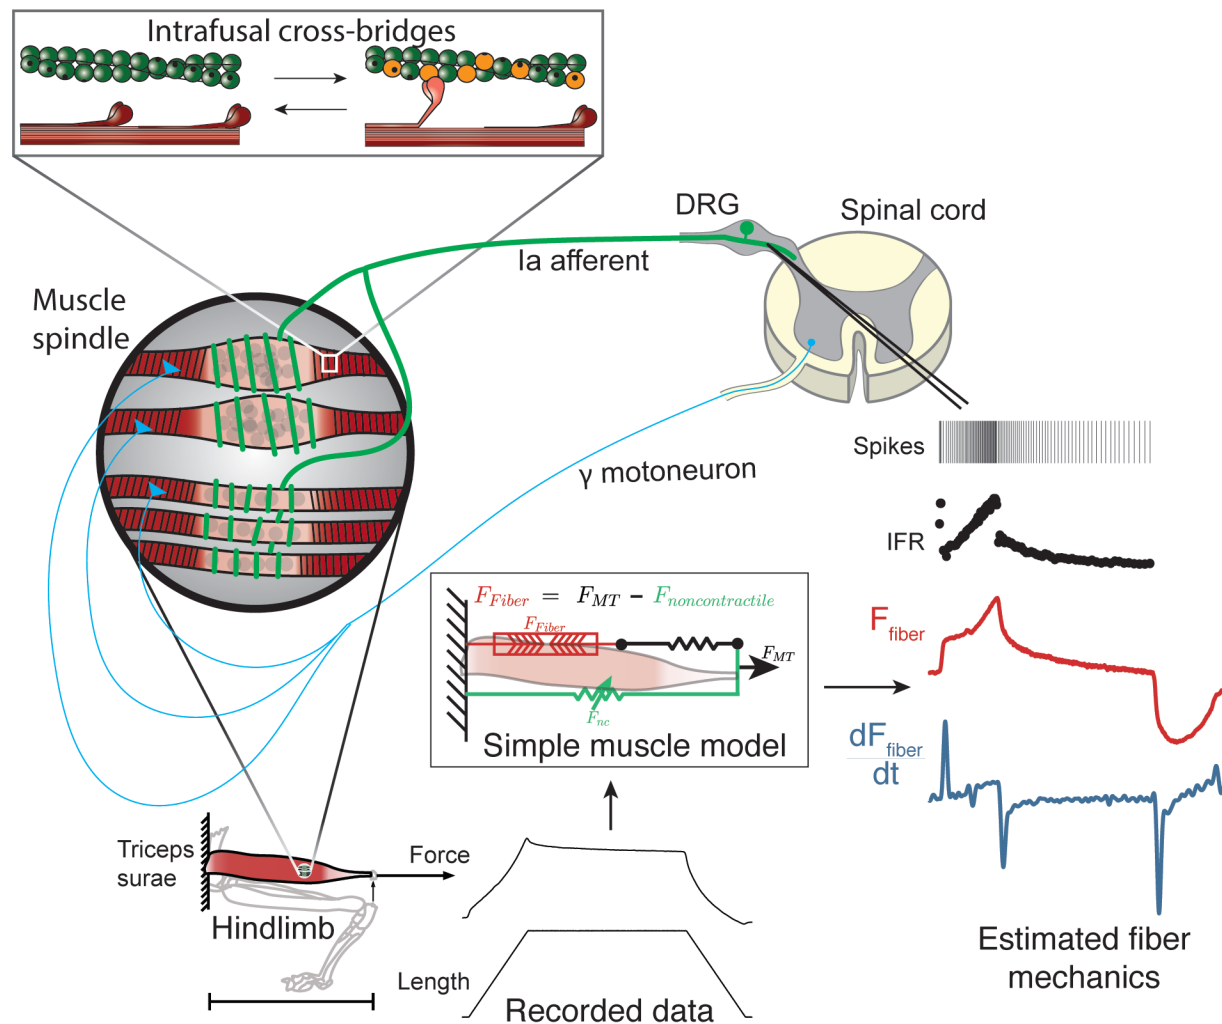 Intrafusal cross-bridges
DRG
Spinal cord
Ia afferent
Muscle
spindle
Spikes
γ motoneuron
IFR
F_Fiber = F_MT – F_noncontractile
F_Fiber
F_MT
F_nc
Simple muscle model
F_fiber
dF_fiber
dt
Triceps
surae
Force
Hindlimb
Length
Recorded data
Estimated fiber
mechanics